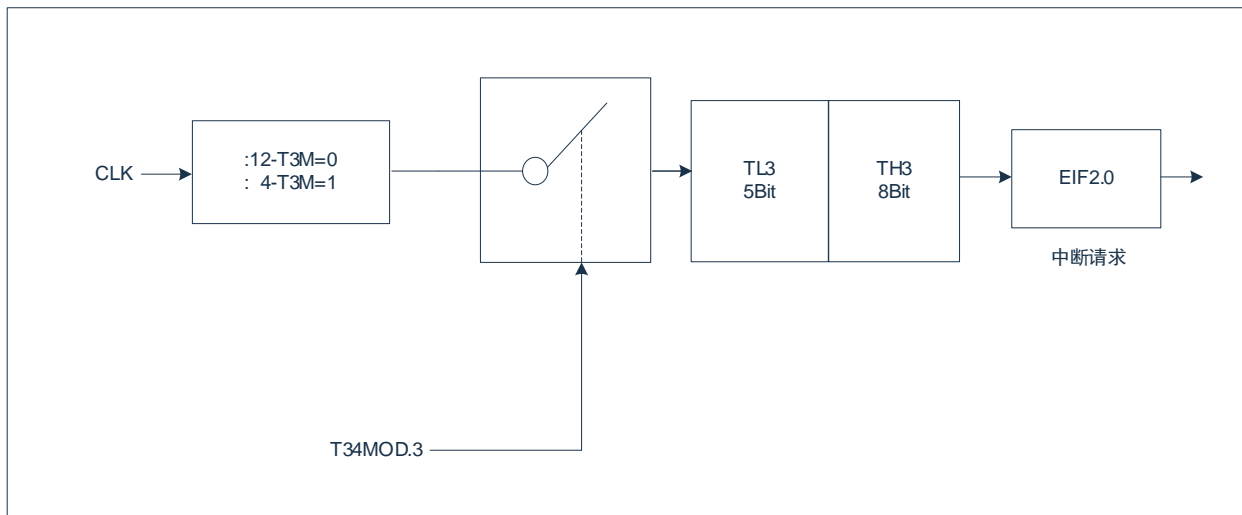 CLK
:12-T3M=0
: 4-T3M=1
TL3
5Bit
TH3
8Bit
EIF2.0
中断请求
T34MOD.3